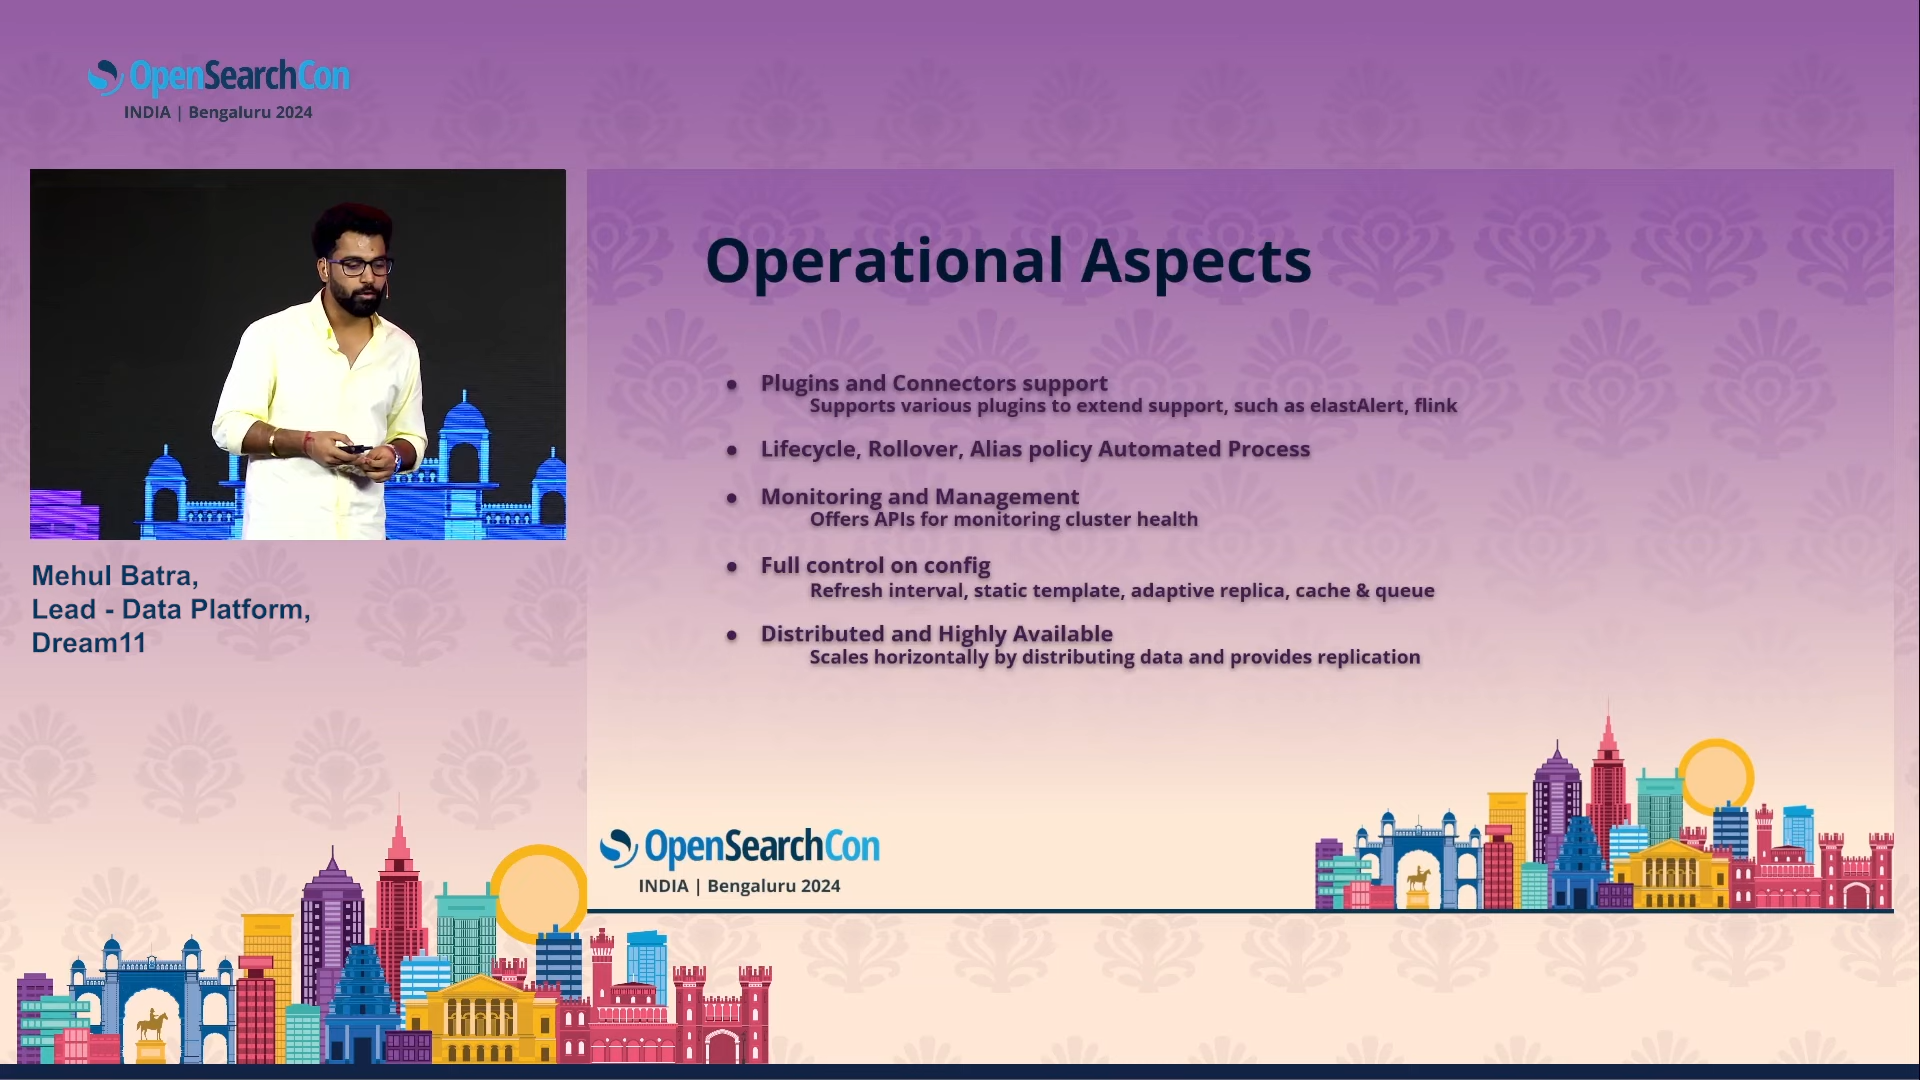 OpenSearchCon
INDIA | Bengaluru 2024
Mehul Batra,
Lead - Data Platform,
Dream11
Operational Aspects
● Plugins and Connectors support
Supports various plugins to extend support, such as elastAlert, flink
● Lifecycle, Rollover, Alias policy Automated Process
● Monitoring and Management
Offers APIs for monitoring cluster health
● Full control on config
Refresh interval, static template, adaptive replica, cache & queue
● Distributed and Highly Available
Scales horizontally by distributing data and provides replication
OpenSearchCon
INDIA | Bengaluru 2024